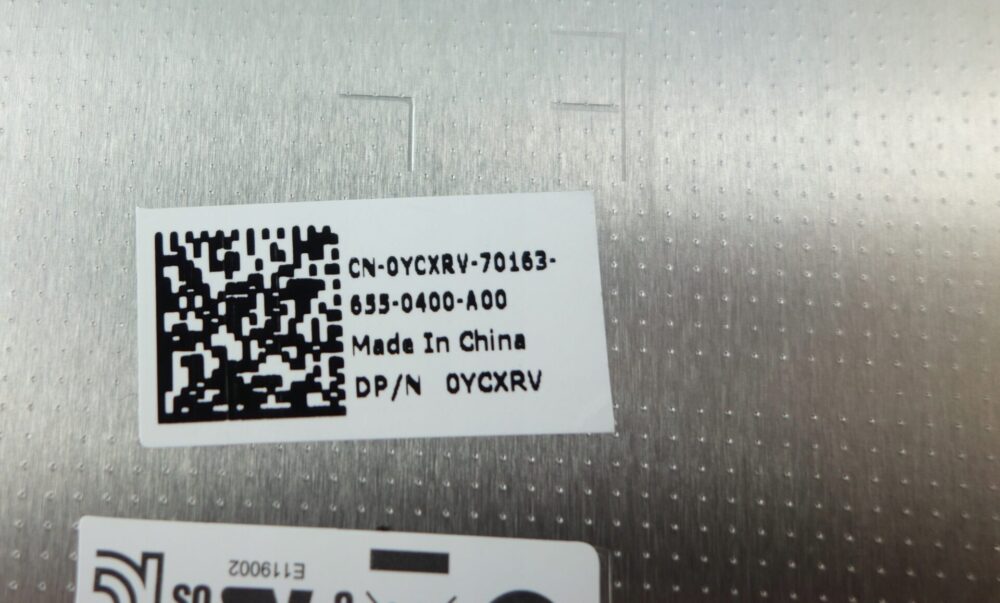 CN-0YCXRV-70163-
655-0400-A00
Made In China
DP/N 0YCXRV
E119002